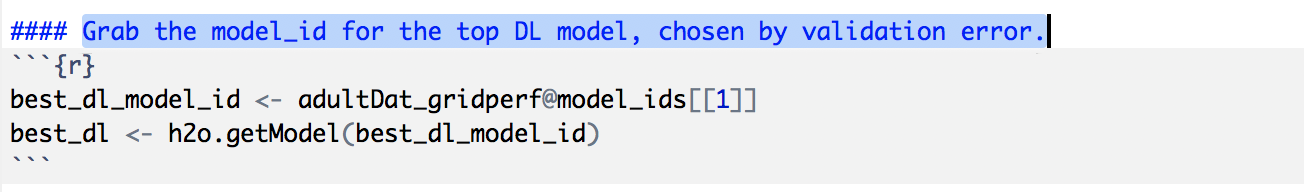 #### Grab the model_id for the top DL model, chosen by validation error.
```{r}
best_dl_model_id <- adultDat_gridperf@model_ids[[1]]
best_dl <- h2o.getModel(best_dl_model_id)
```